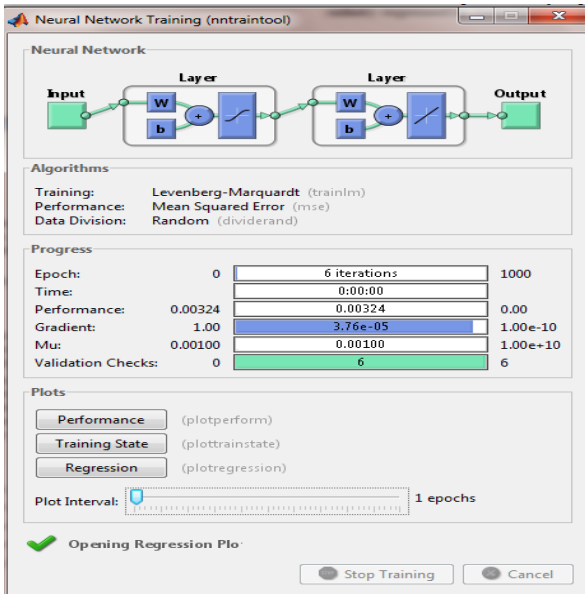 Neural Network Training (nntraintool)
Neural Network
Layer Layer
Input Output
W W
b b
+ +
Algorithms
Training: Levenberg-Marquardt (trainlm)
Performance: Mean Squared Error (mse)
Data Division: Random (dividerand)
Progress
Epoch: 0 6 iterations 1000
Time: 0:00:00
Performance: 0.00324 0.00324 0.00
Gradient: 1.00 3.76e-05 1.00e-10
Mu: 0.00100 0.00100 1.00e+10
Validation Checks: 0 6 6
Plots
Performance (plotperform)
Training State (plottrainstate)
Regression (plotregression)
Plot Interval: 1 epochs
Opening Regression Plo
Stop Training Cancel